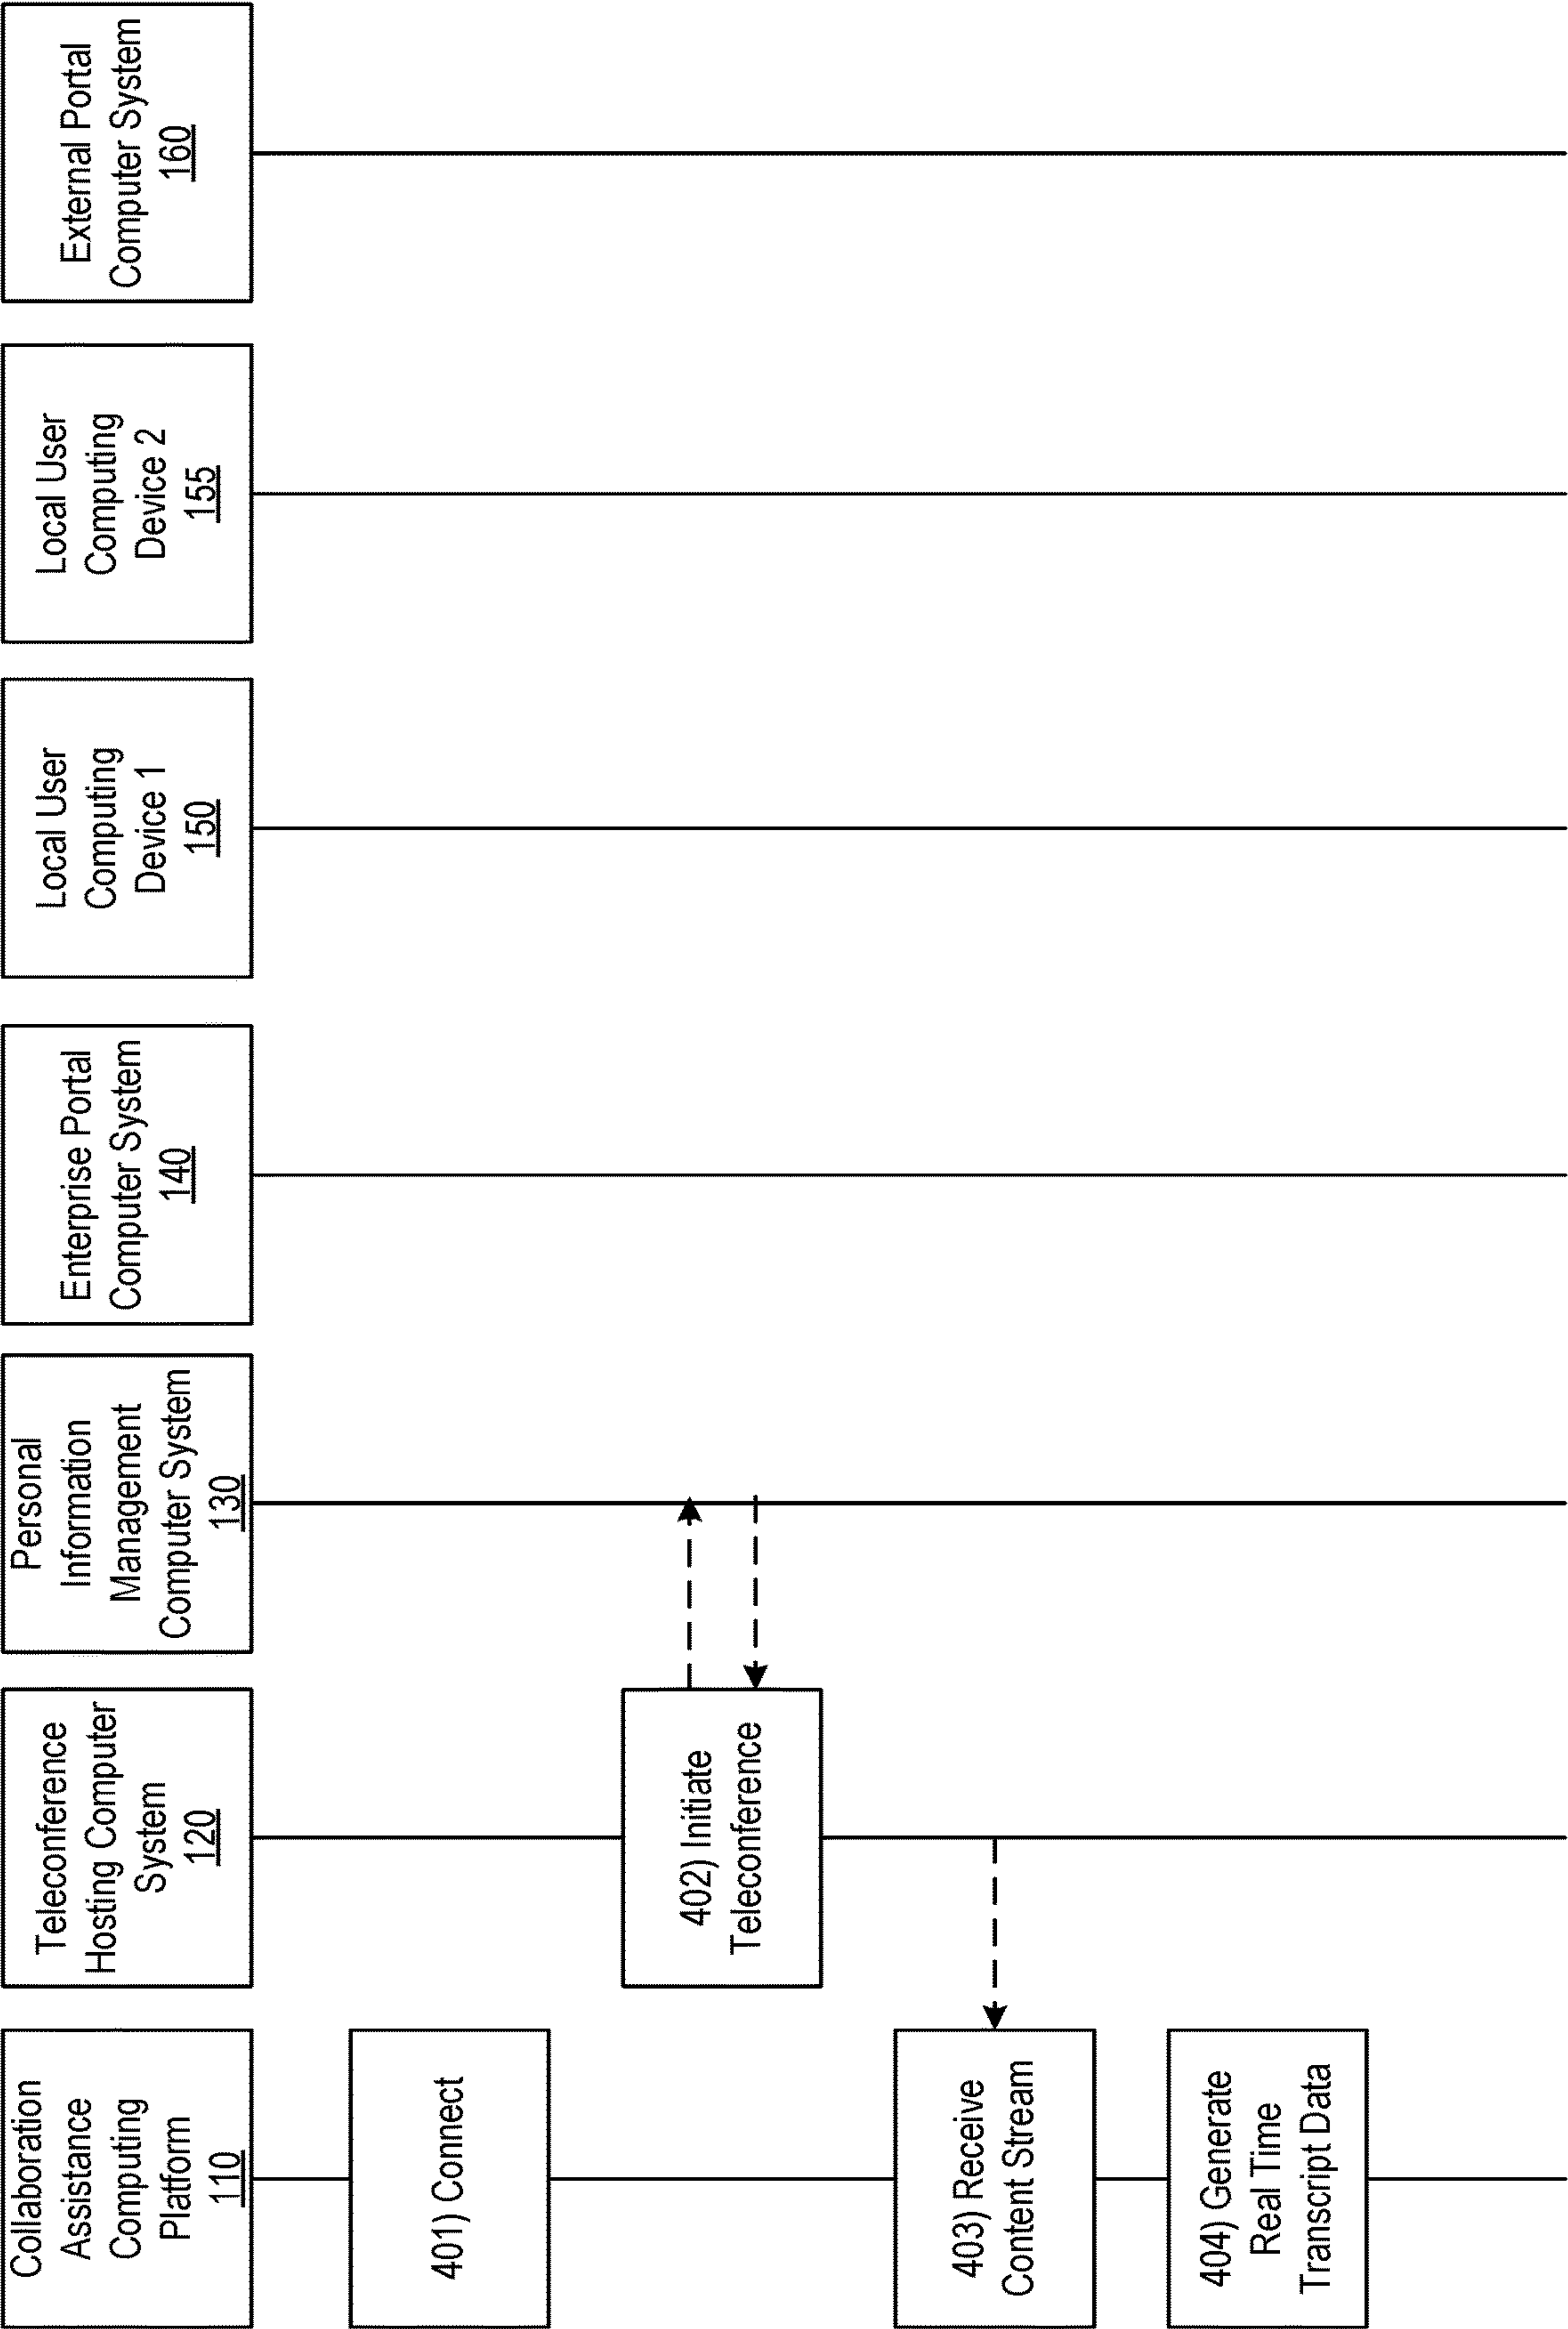 Collaboration
Assistance
Computing
Platform
110
Teleconference
Hosting Computer
System
120
Personal
Information
Management
Computer System
130
Enterprise Portal
Computer System
140
Local User
Computing
Device 1
150
Local User
Computing
Device 2
155
External Portal
Computer System
160
401) Connect
402) Initiate
Teleconference
403) Receive
Content Stream
404) Generate
Real Time
Transcript Data